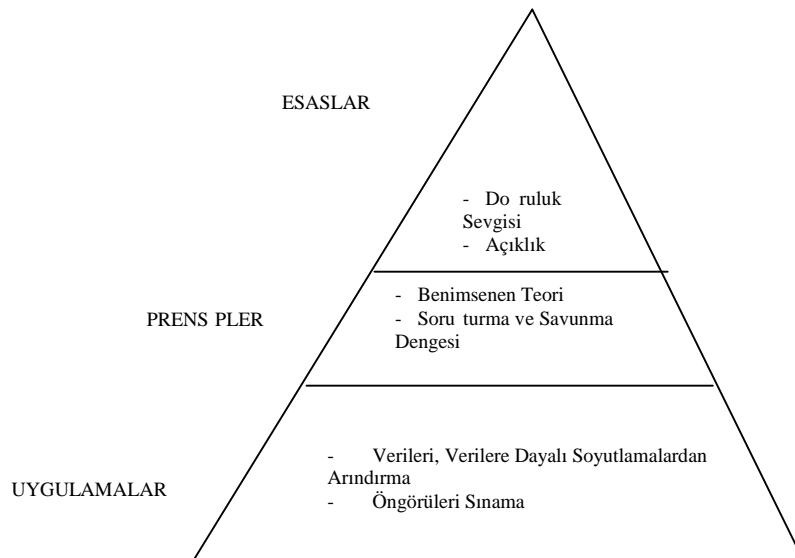 ESASLAR
- Do ruluk
Sevgisi
- Açıklık
PRENS PLER
- Benimsenen Teori
- Soru turma ve Savunma
Dengesi
UYGULAMALAR
- Verileri, Verilere Dayalı Soyutlamalardan
Arındırma
- Öngörüleri Sınama